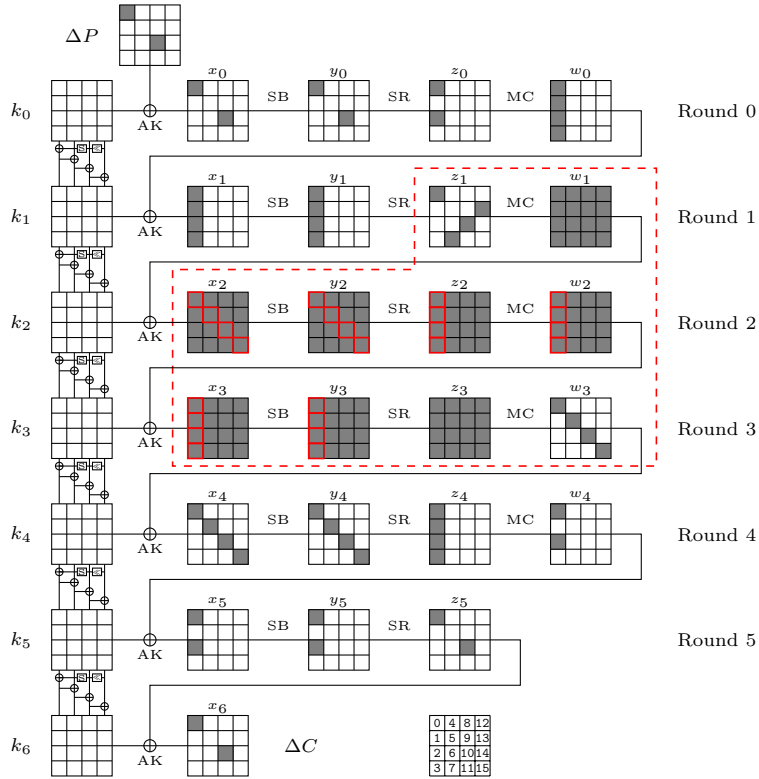 ΔP
x₀ y₀ z₀ w₀
k₀ AK SB SR MC Round 0
S ≪
x₁ y₁ z₁ w₁
k₁ AK SB SR MC Round 1
S ≪
x₂ y₂ z₂ w₂
k₂ AK SB SR MC Round 2
S ≪
x₃ y₃ z₃ w₃
k₃ AK SB SR MC Round 3
S ≪
x₄ y₄ z₄ w₄
k₄ AK SB SR MC Round 4
S ≪
x₅ y₅ z₅
k₅ AK SB SR Round 5
S ≪
x₆
k₆ AK ΔC
0 4 8 12
1 5 9 13
2 6 10 14
3 7 11 15